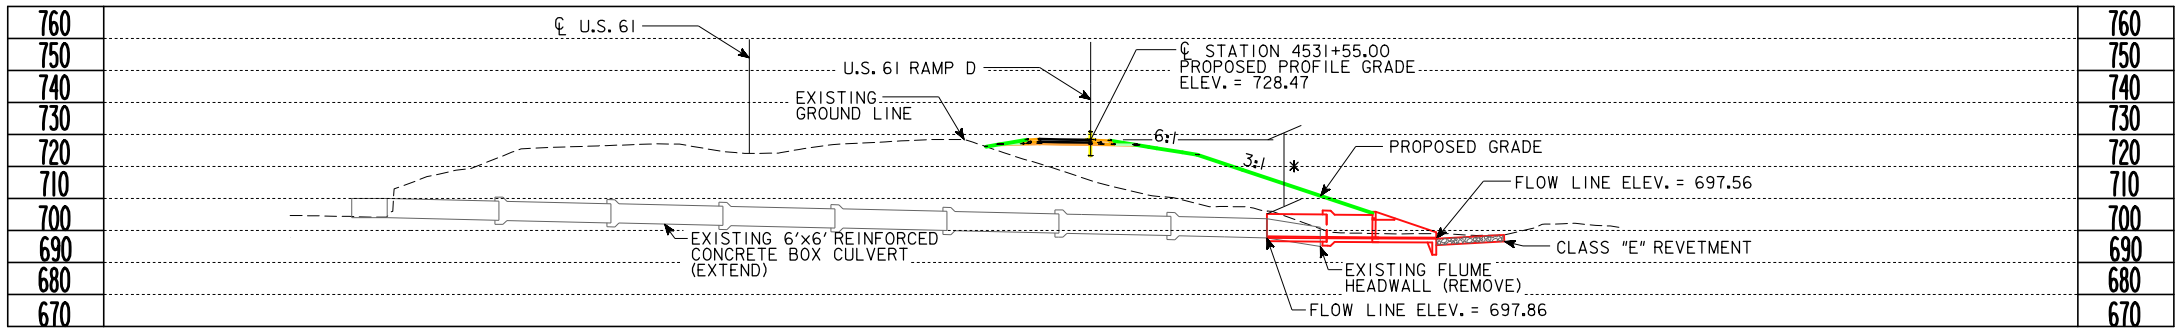 760
750
740
730
720
710
700
690
680
670
℄ U.S. 61
U.S. 61 RAMP D
EXISTING
GROUND LINE
℄ STATION 4531+55.00
PROPOSED PROFILE GRADE
ELEV. = 728.47
6:1
3:1
*
PROPOSED GRADE
FLOW LINE ELEV. = 697.56
EXISTING 6'x6' REINFORCED
CONCRETE BOX CULVERT
(EXTEND)
CLASS "E" REVETMENT
EXISTING FLUME
HEADWALL (REMOVE)
FLOW LINE ELEV. = 697.86
760
750
740
730
720
710
700
690
680
670